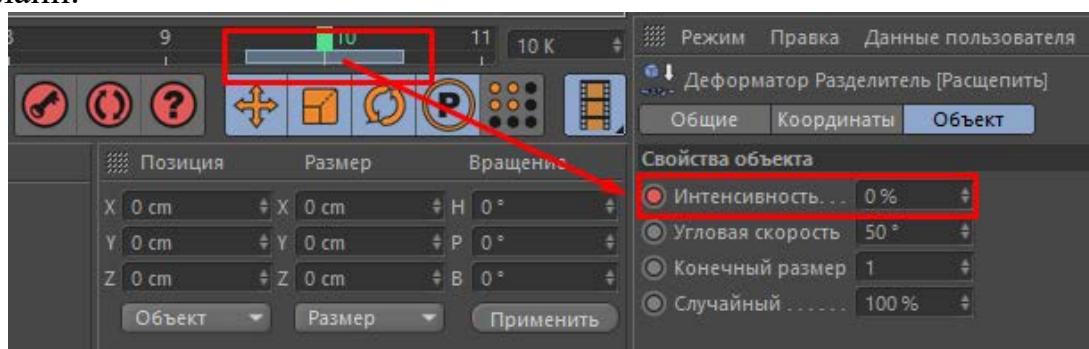 9 10 11 10 K
Режим Правка Данные пользователя
Деформатор Разделитель [Расщепить]
Общие Координаты Объект
Позиция Размер Вращение
X 0 cm X 0 cm H 0 °
Y 0 cm Y 0 cm P 0 °
Z 0 cm Z 0 cm B 0 °
Объект Размер Применить
Свойства объекта
Интенсивность. . . 0 %
Угловая скорость 50 °
Конечный размер 1
Случайный . . . . . . 100 %
? P